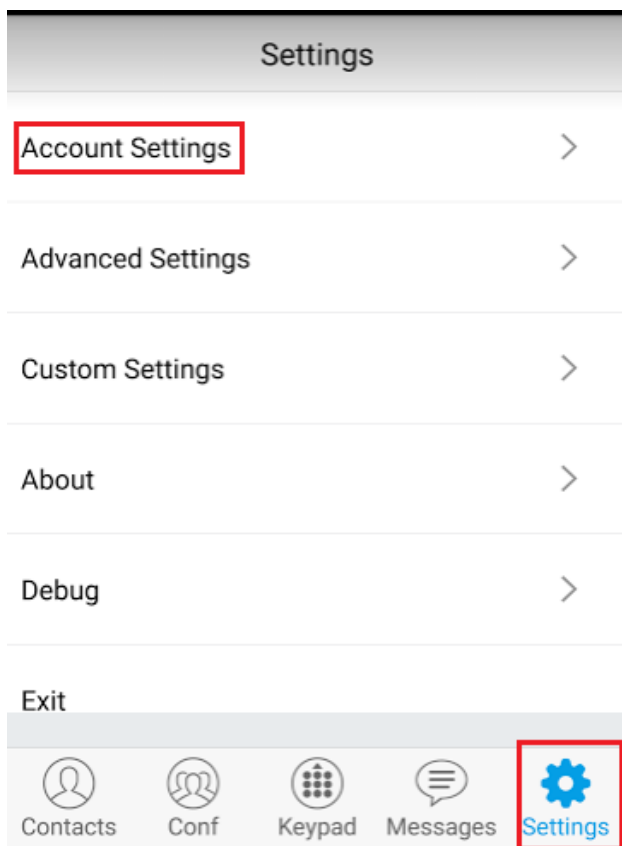 Settings
Account Settings
Advanced Settings
Custom Settings
About
Debug
Exit
Contacts Conf Keypad Messages Settings